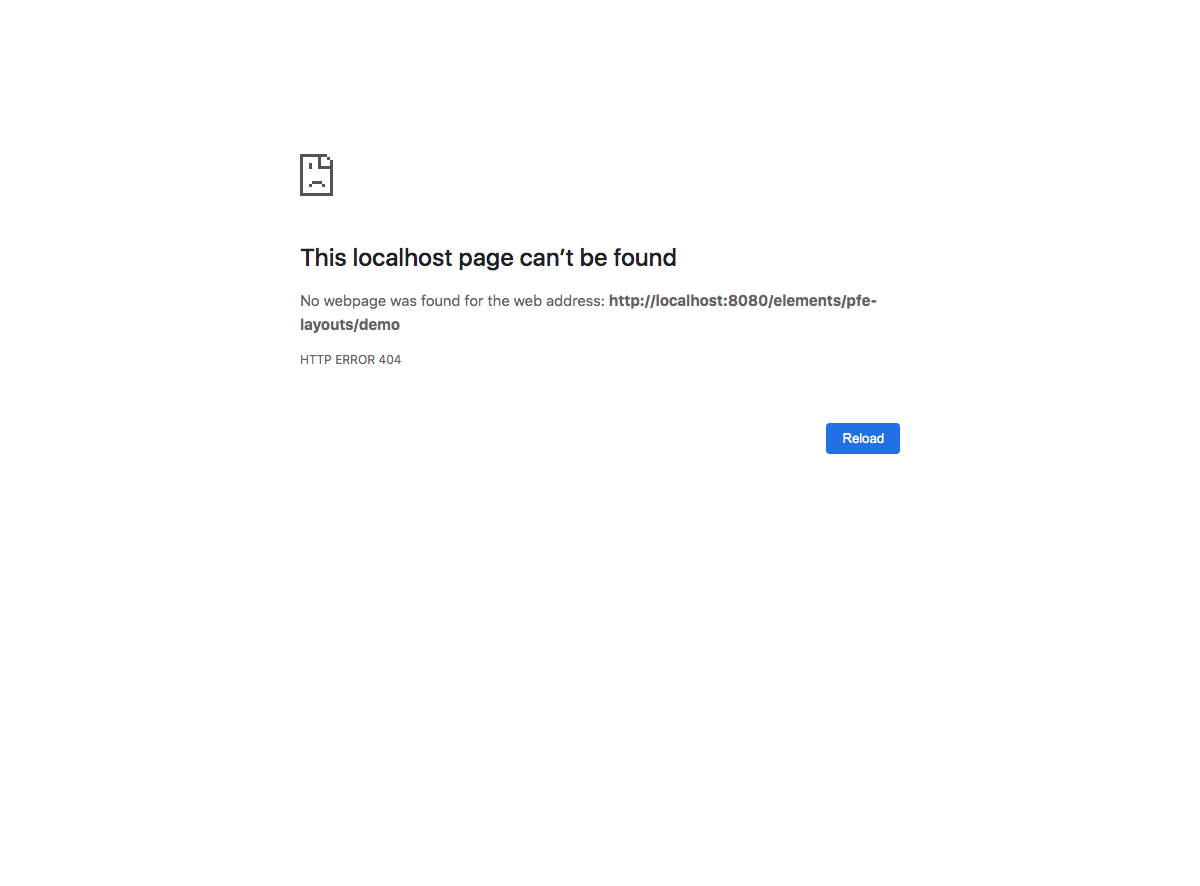 This localhost page can’t be found
No webpage was found for the web address: http://localhost:8080/elements/pfe-
layouts/demo
HTTP ERROR 404
Reload